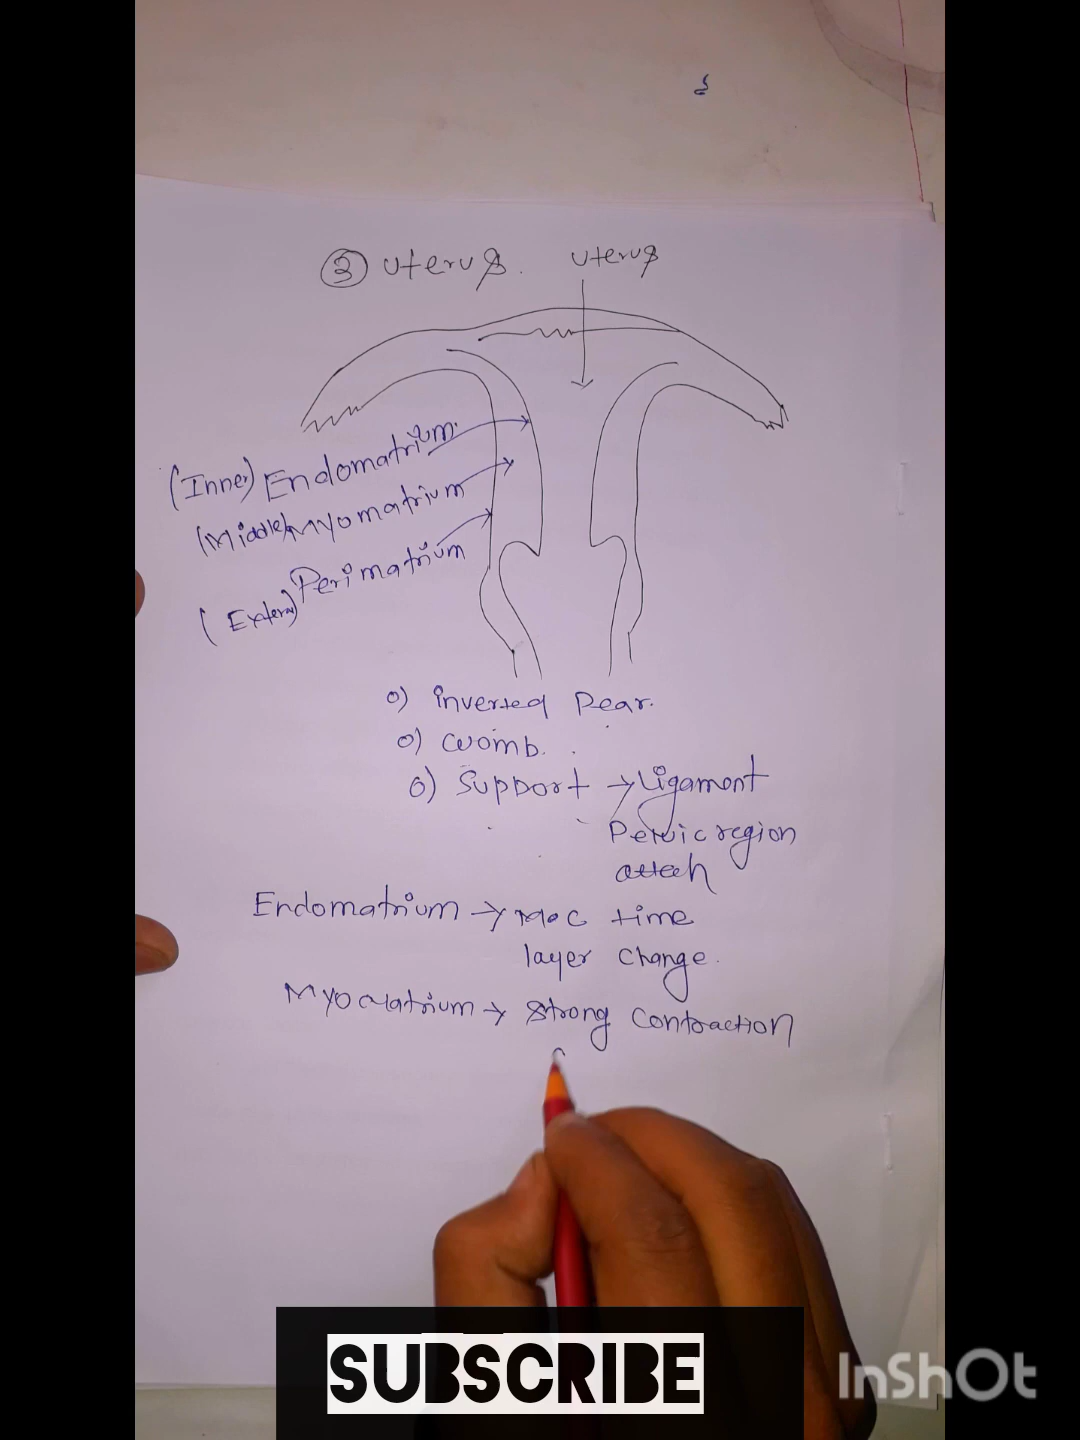 ③ uterus. uterus
(Inner) Endomatrium.
(Middle) Myomatrium
(Extern) Perimatrium
o) inverted Pear.
o) womb.
o) Support → Ligament
Pelvic region
attech
Endomatrium → time
layer change.
Myomatrium → Strong contraction
SUBSCRIBE
InShOt